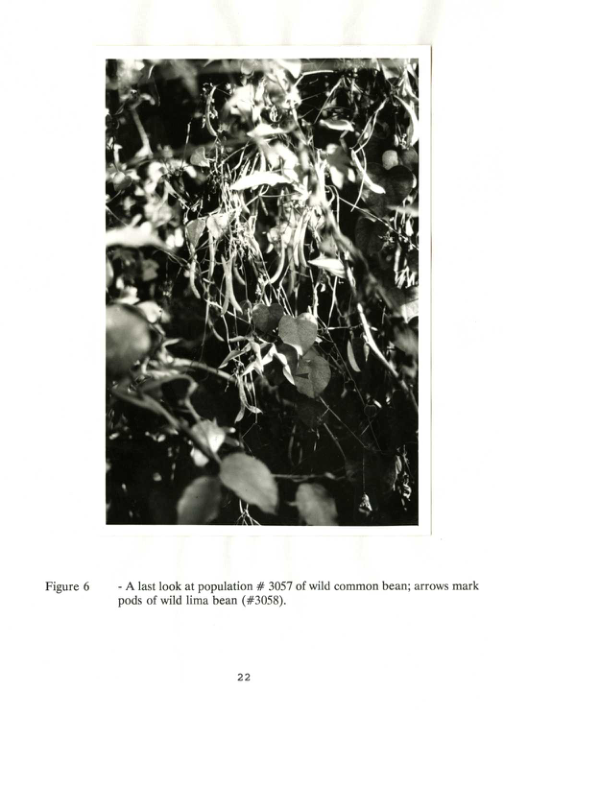 Figure 6 - A last look at population # 3057 of wild common bean; arrows mark
pods of wild lima bean (#3058).
22